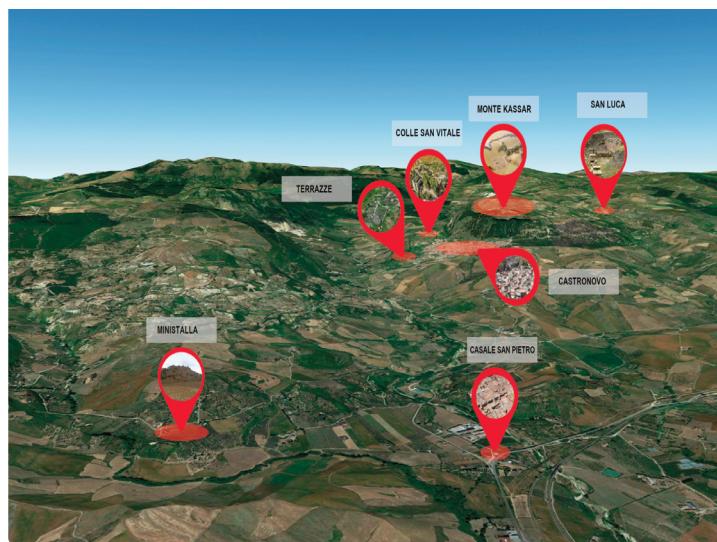 MONTE KASSAR
SAN LUCA
COLLE SAN VITALE
TERRAZZE
CASTRONOVO
MINISTALLA
CASALE SAN PIETRO